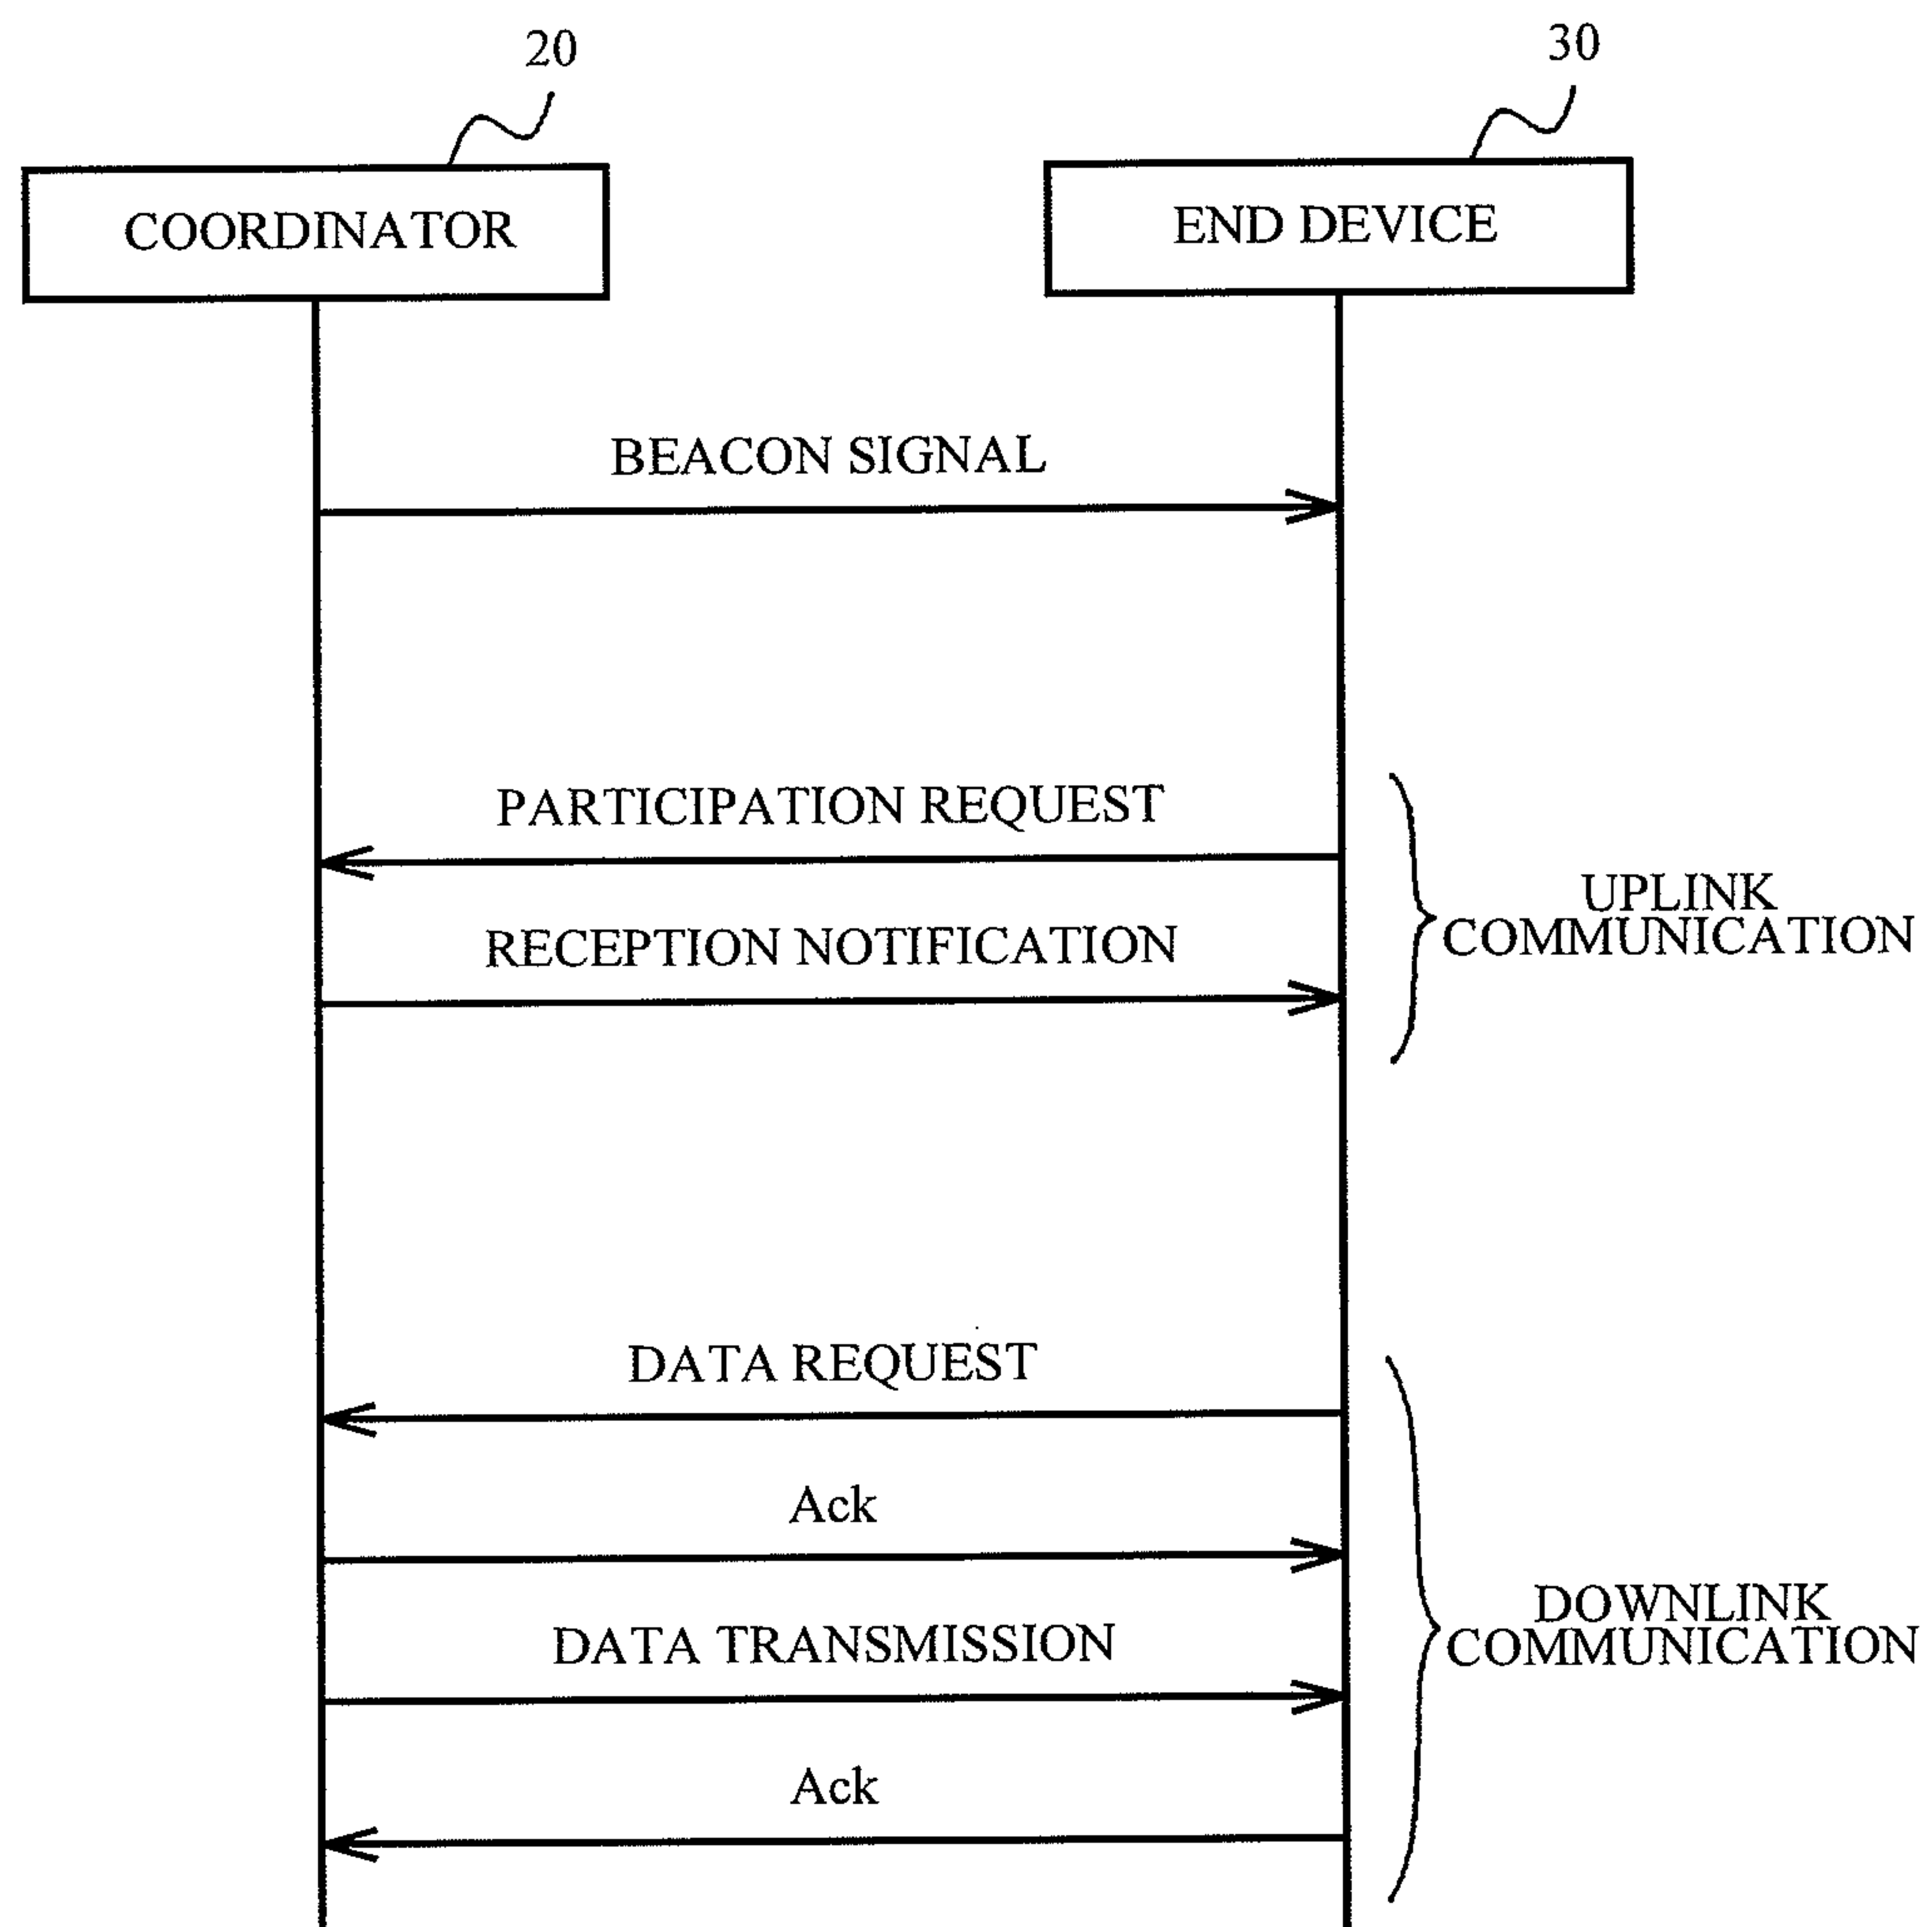 20
30
COORDINATOR
END DEVICE
BEACON SIGNAL
PARTICIPATION REQUEST
UPLINK
COMMUNICATION
RECEPTION NOTIFICATION
DATA REQUEST
Ack
DATA TRANSMISSION
DOWNLINK
COMMUNICATION
Ack